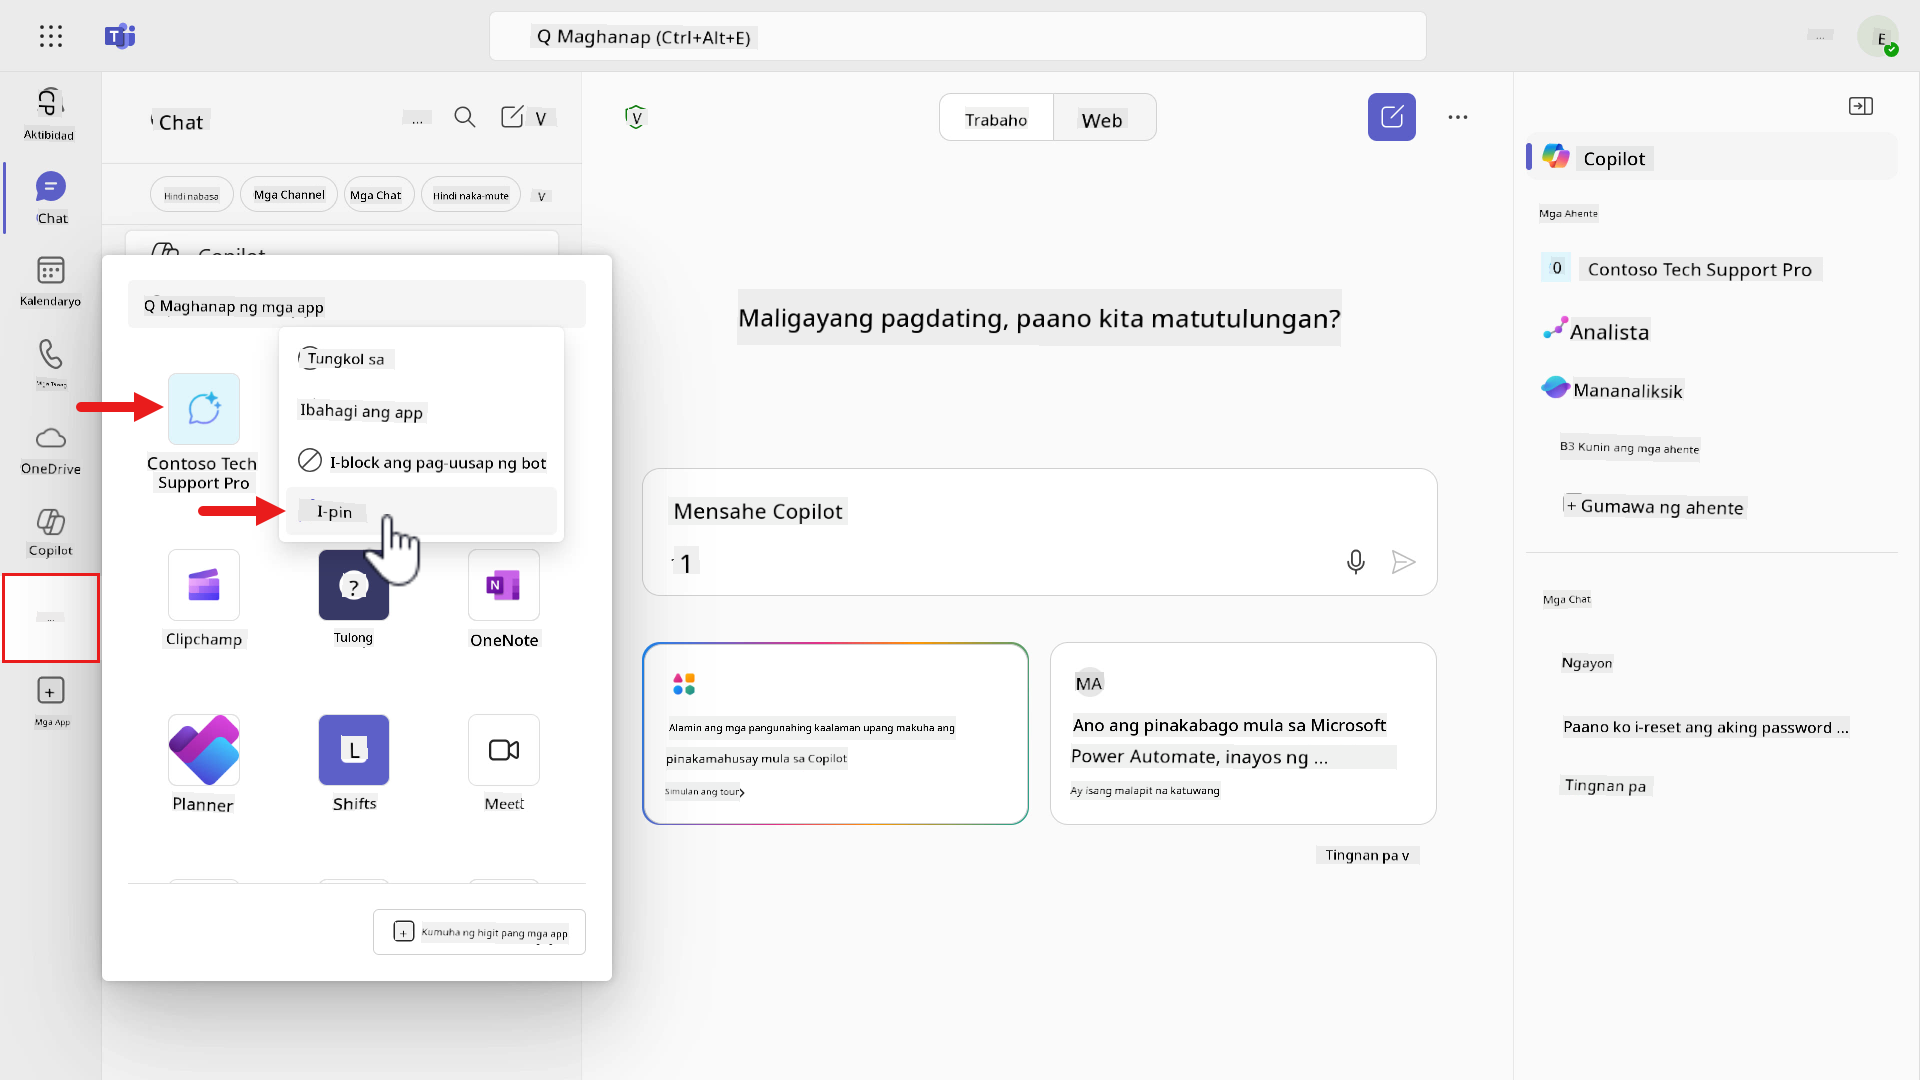 Q Maghanap (Ctrl+Alt+E)
...
E
Aktibidad
Chat
Kalendaryo
OneDrive
Copilot
...
Mga App
Chat
...
V
Hindi nabasa
Mga Channel
Mga Chat
Hindi naka-mute
V
Copilot
Q Maghanap ng mga app
Tungkol sa
Ibahagi ang app
I-block ang pag-uusap ng bot
I-pin
Contoso Tech
Support Pro
Clipchamp
?
Tulong
N
OneNote
Planner
L
Shifts
Meett
Kumuha ng higit pang mga app
V
Trabaho
Web
Maligayang pagdating, paano kita matutulungan?
Mensahe Copilot
1
Alamin ang mga pangunahing kaalaman upang makuha ang
pinakamahusay mula sa Copilot
Simulan ang tour>
MA
Ano ang pinakabago mula sa Microsoft
Power Automate, inayos ng ...
Ay isang malapit na katuwang
Tingnan pa v
Copilot
Mga Ahente
0 Contoso Tech Support Pro
Analista
Mananaliksik
B3 Kunin ang mga ahente
+ Gumawa ng ahente
Mga Chat
Ngayon
Paano ko i-reset ang aking password ...
Tingnan pa